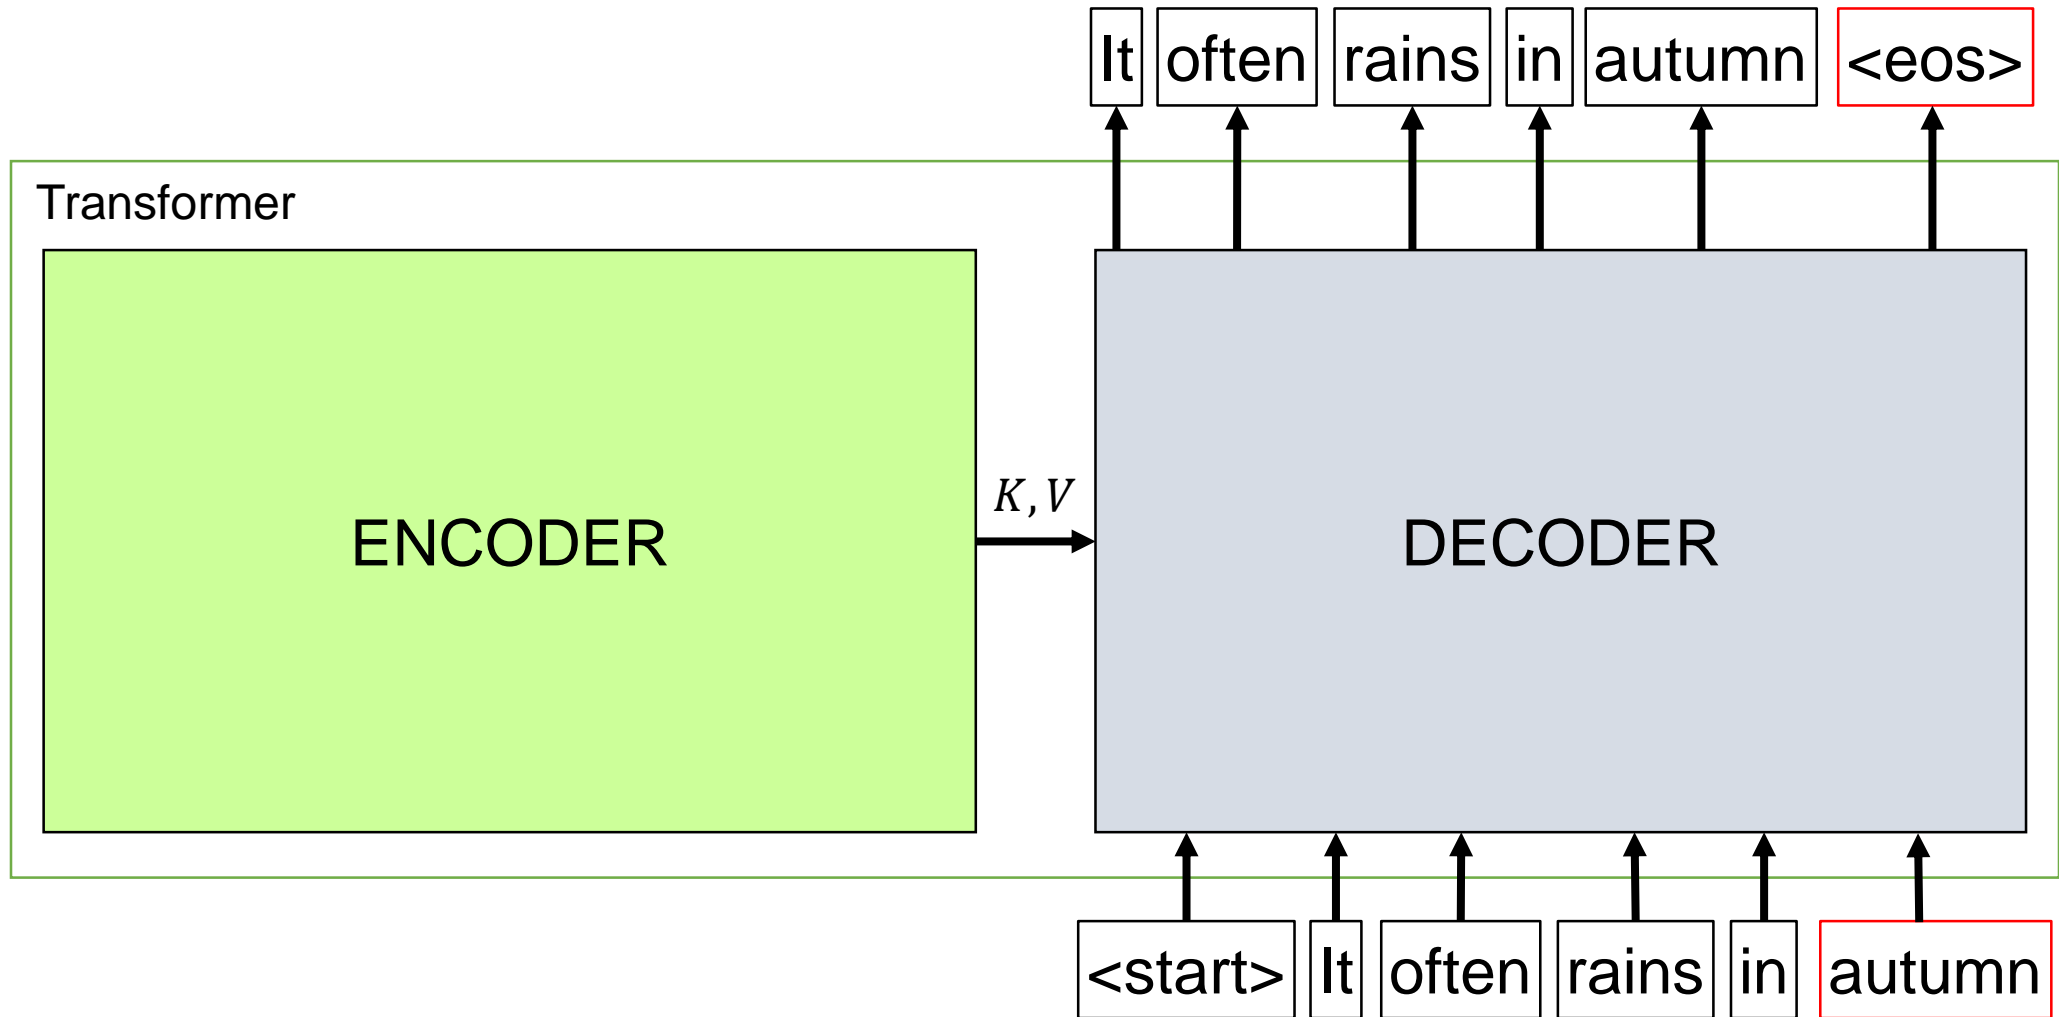 It often rains in autumn <eos>
Transformer
K, V
ENCODER
DECODER
<start> It often rains in autumn